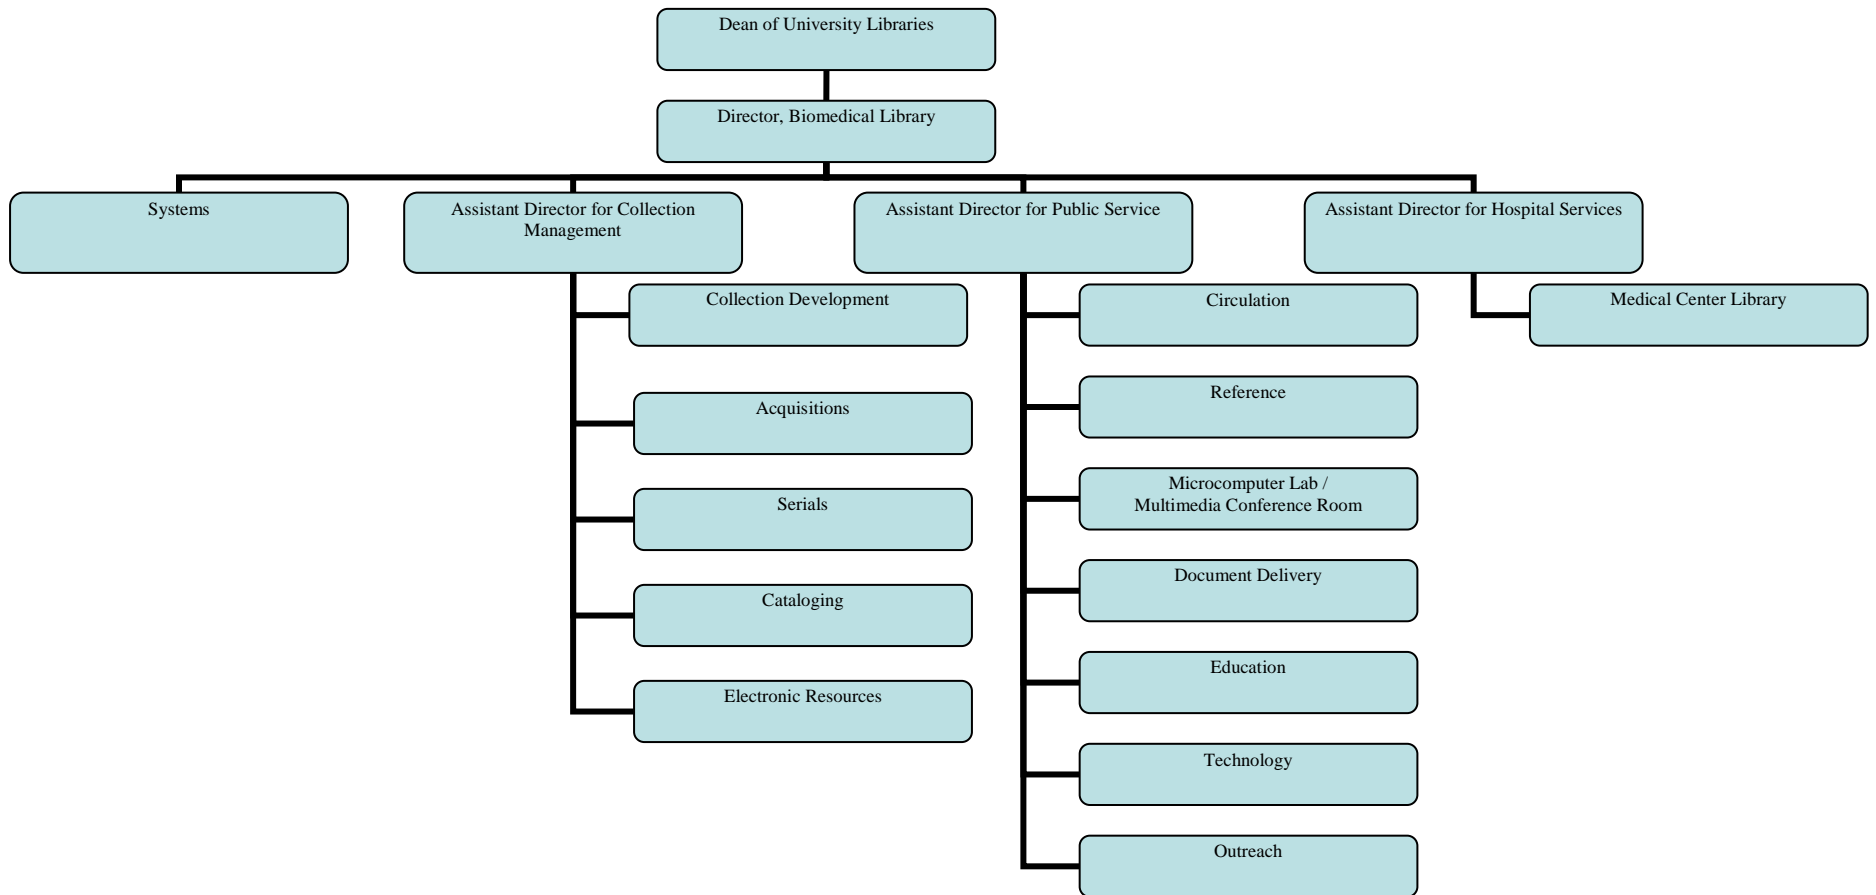 Dean of University Libraries
Director, Biomedical Library
Systems
Assistant Director for Collection
Management
Assistant Director for Public Service
Assistant Director for Hospital Services
Collection Development
Acquisitions
Serials
Cataloging
Electronic Resources
Circulation
Reference
Microcomputer Lab /
Multimedia Conference Room
Document Delivery
Education
Technology
Outreach
Medical Center Library